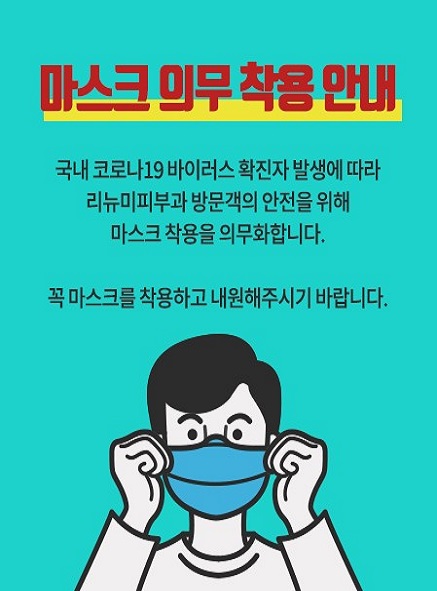 마스크 의무 착용 안내
국내 코로나19 바이러스 확진자 발생에 따라
리뉴미피부과 방문객의 안전을 위해
마스크 착용을 의무화합니다.
꼭 마스크를 착용하고 내원해주시기 바랍니다.